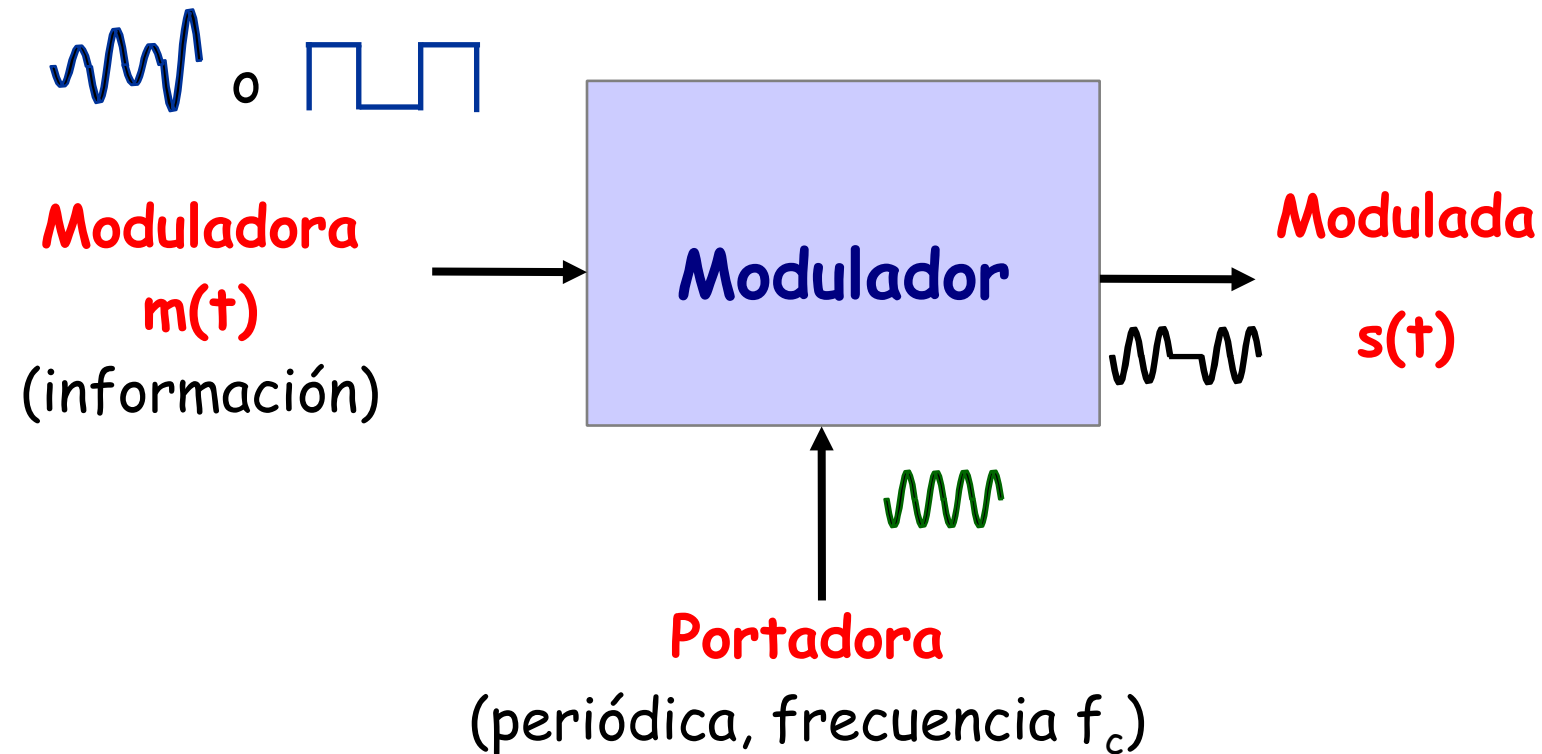 o
Moduladora
m(t)
(información)
Modulador
Modulada
s(t)
Portadora
(periódica, frecuencia fc)